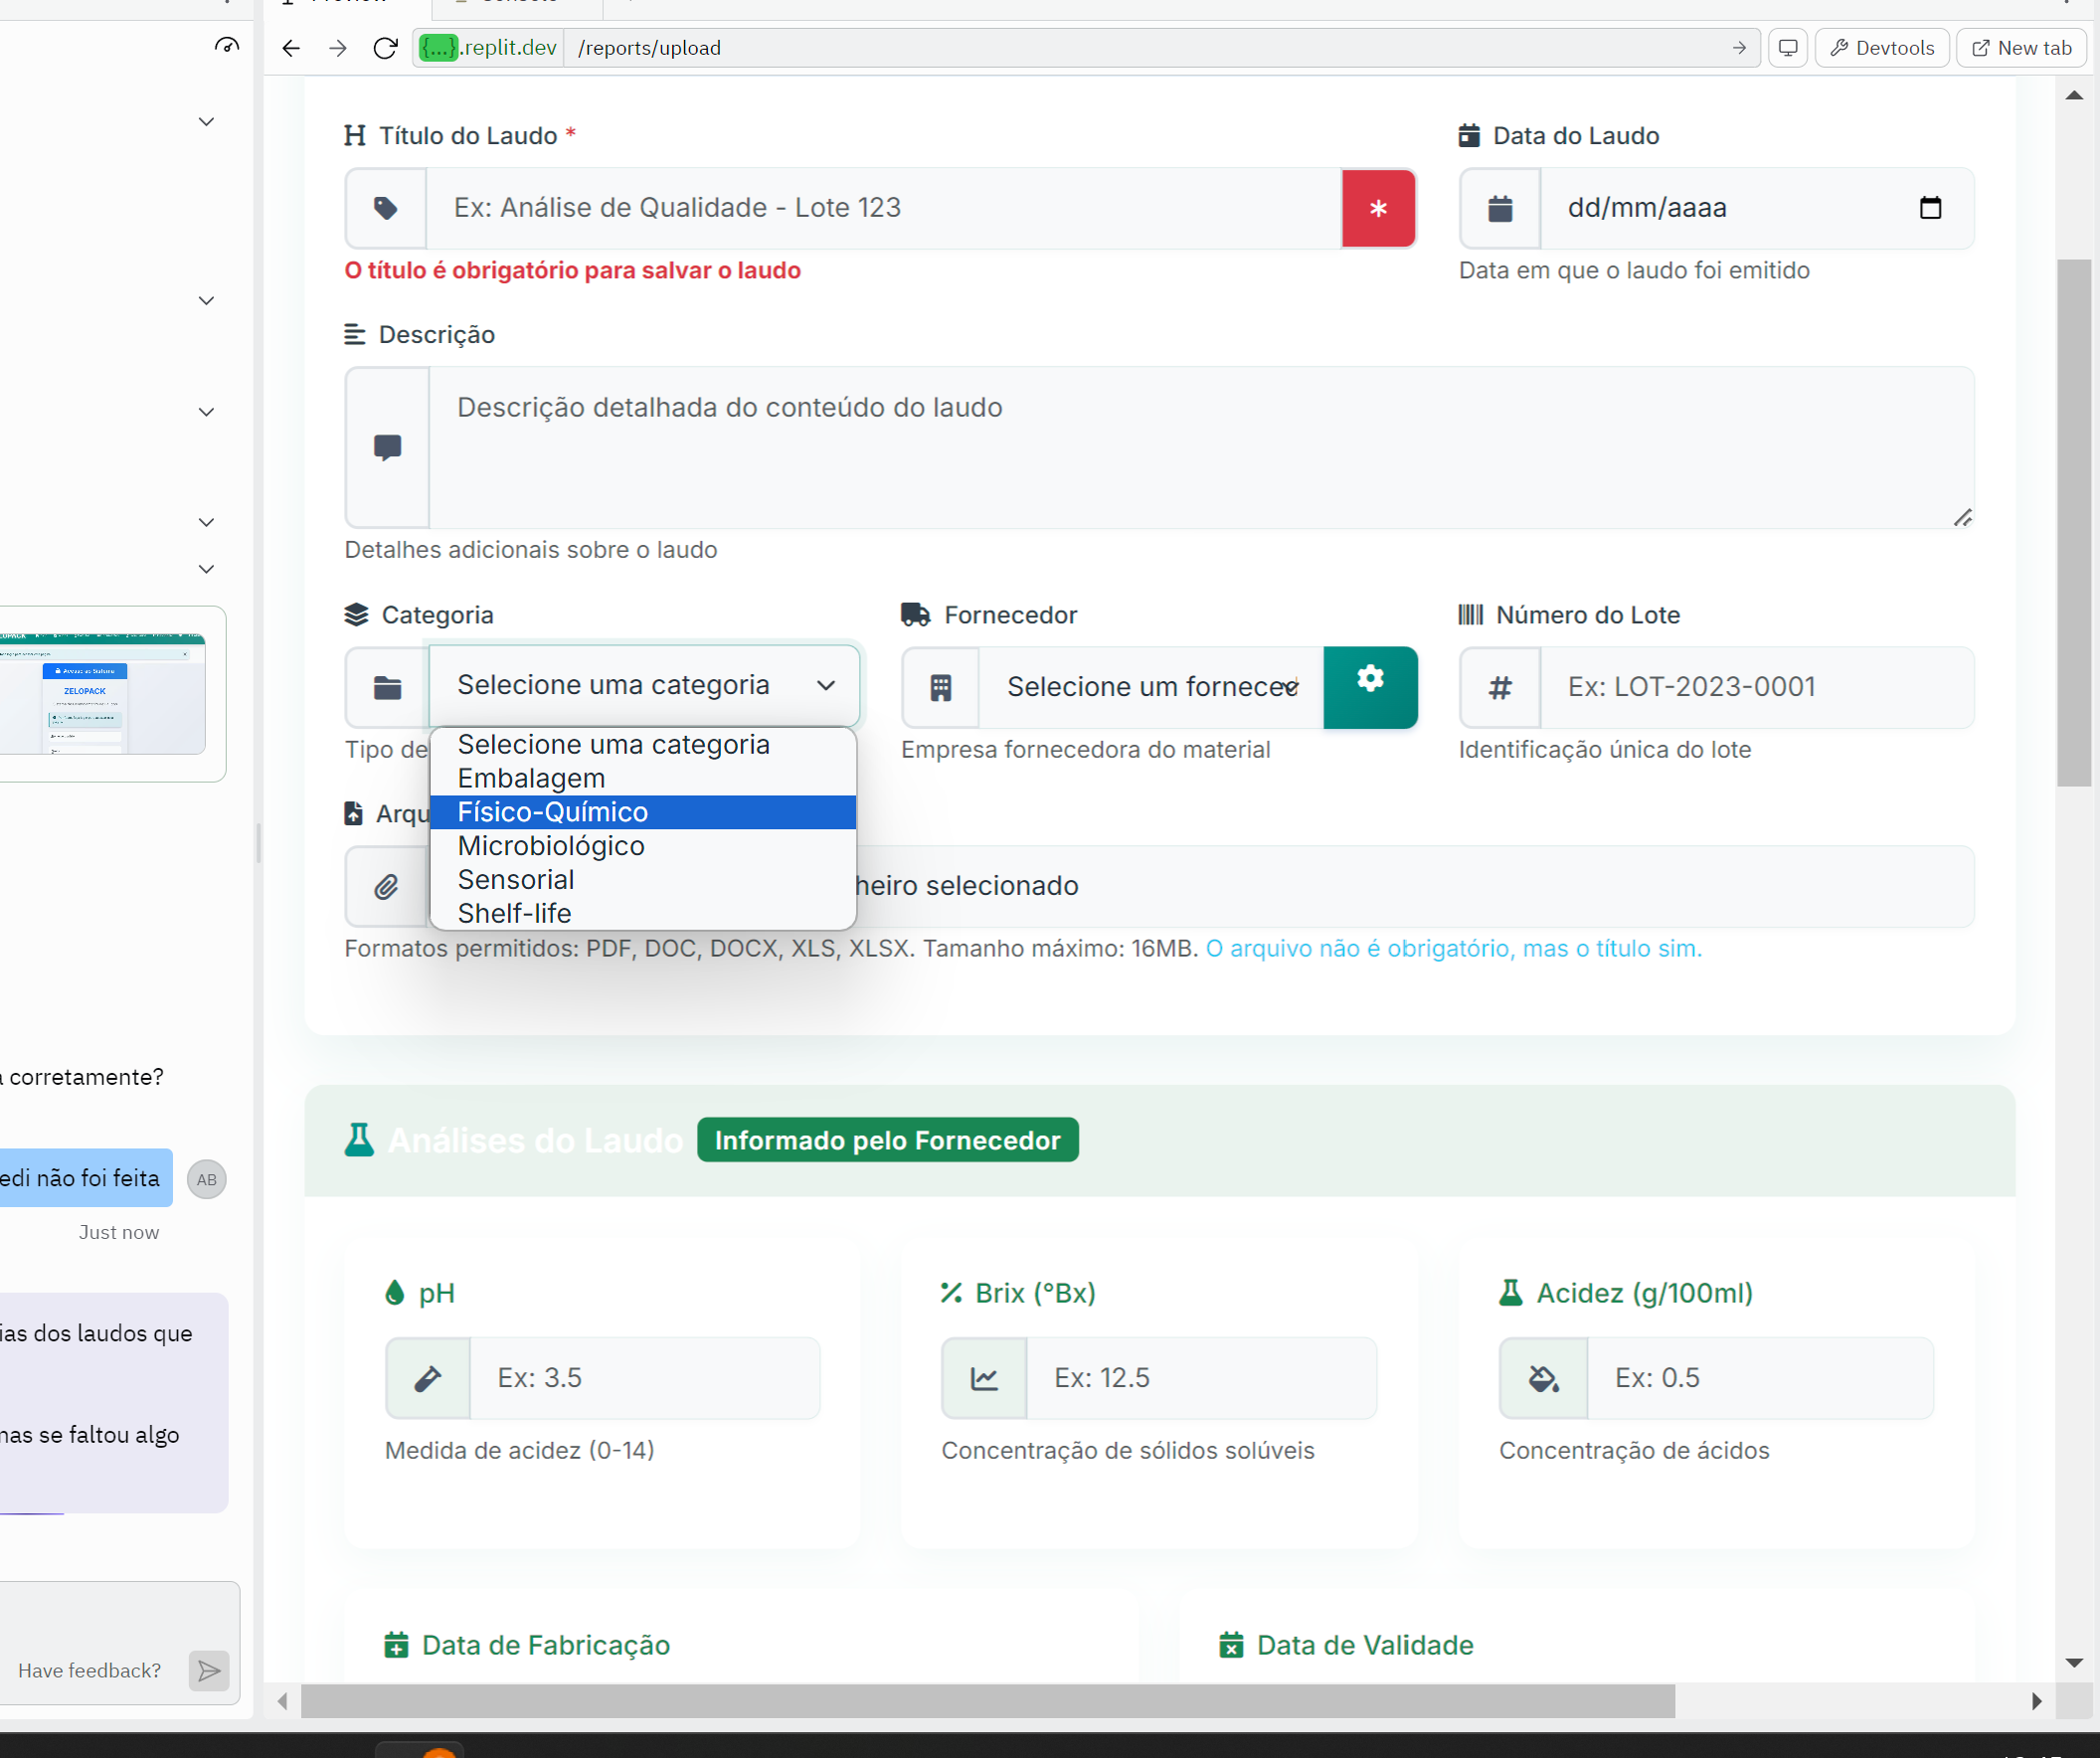 {...}.replit.dev /reports/upload
Devtools
New tab
Título do Laudo *
Data do Laudo
Ex: Análise de Qualidade - Lote 123
*
dd/mm/aaaa
O título é obrigatório para salvar o laudo
Data em que o laudo foi emitido
Descrição
Descrição detalhada do conteúdo do laudo
Detalhes adicionais sobre o laudo
Categoria
Fornecedor
Número do Lote
Selecione uma categoria
Selecione um forneced
Ex: LOT-2023-0001
Tipo de
Empresa fornecedora do material
Identificação única do lote
Selecione uma categoria
Embalagem
Físico-Químico
Microbiológico
Sensorial
Shelf-life
Arqu
heiro selecionado
Formatos permitidos: PDF, DOC, DOCX, XLS, XLSX. Tamanho máximo: 16MB. O arquivo não é obrigatório, mas o título sim.
Análises do Laudo
Informado pelo Fornecedor
pH
Brix (°Bx)
Acidez (g/100ml)
Ex: 3.5
Ex: 12.5
Ex: 0.5
Medida de acidez (0-14)
Concentração de sólidos solúveis
Concentração de ácidos
Data de Fabricação
Data de Validade
Acesso ao Sistema
ZELOPACK
corretamente?
edi não foi feita
AB
Just now
ias dos laudos que
mas se faltou algo
Have feedback?